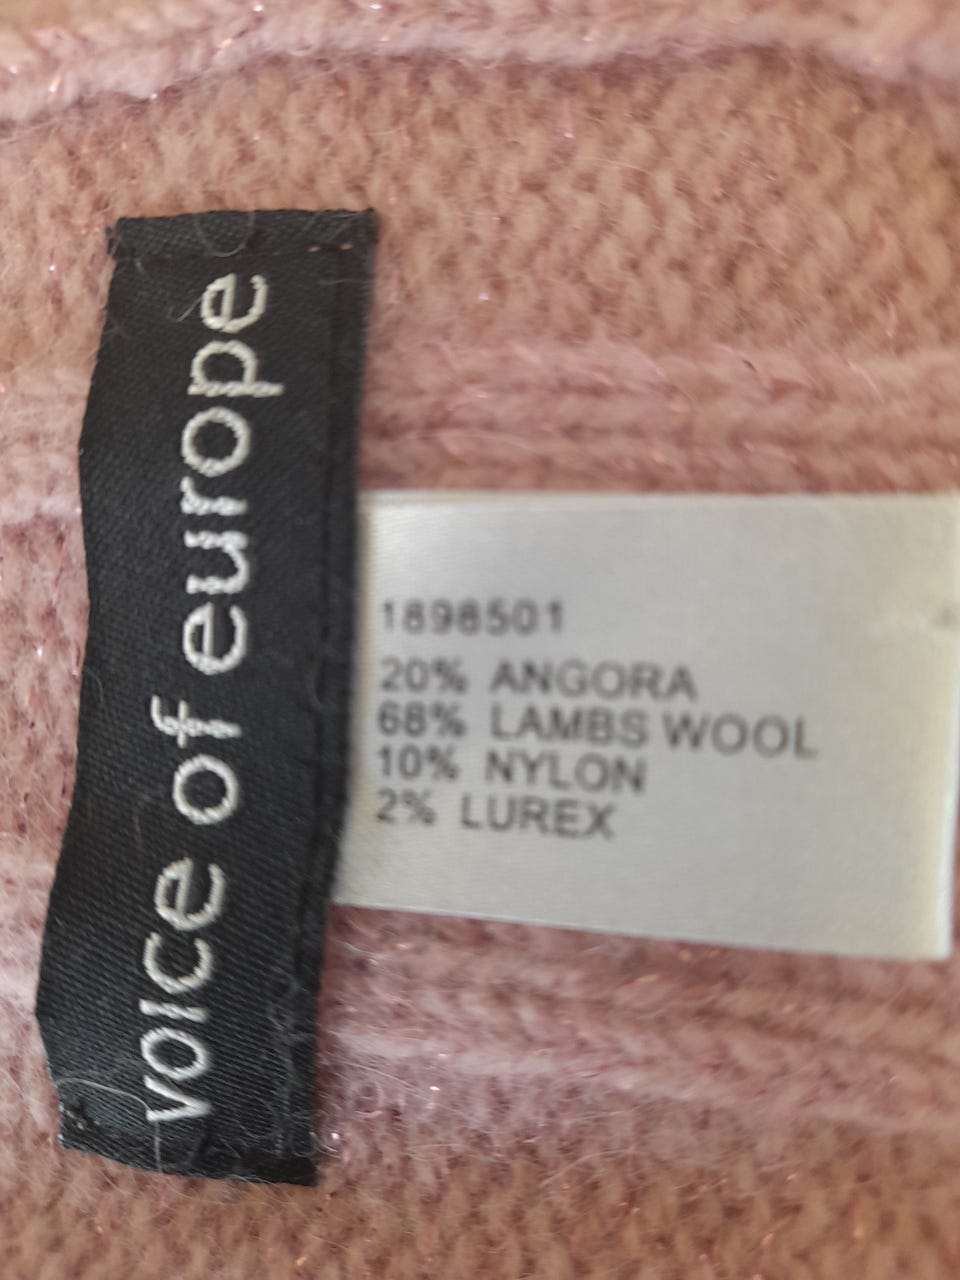 voice of europe
1898501
20% ANGORA
68% LAMBS WOOL
10% NYLON
2% LUREX